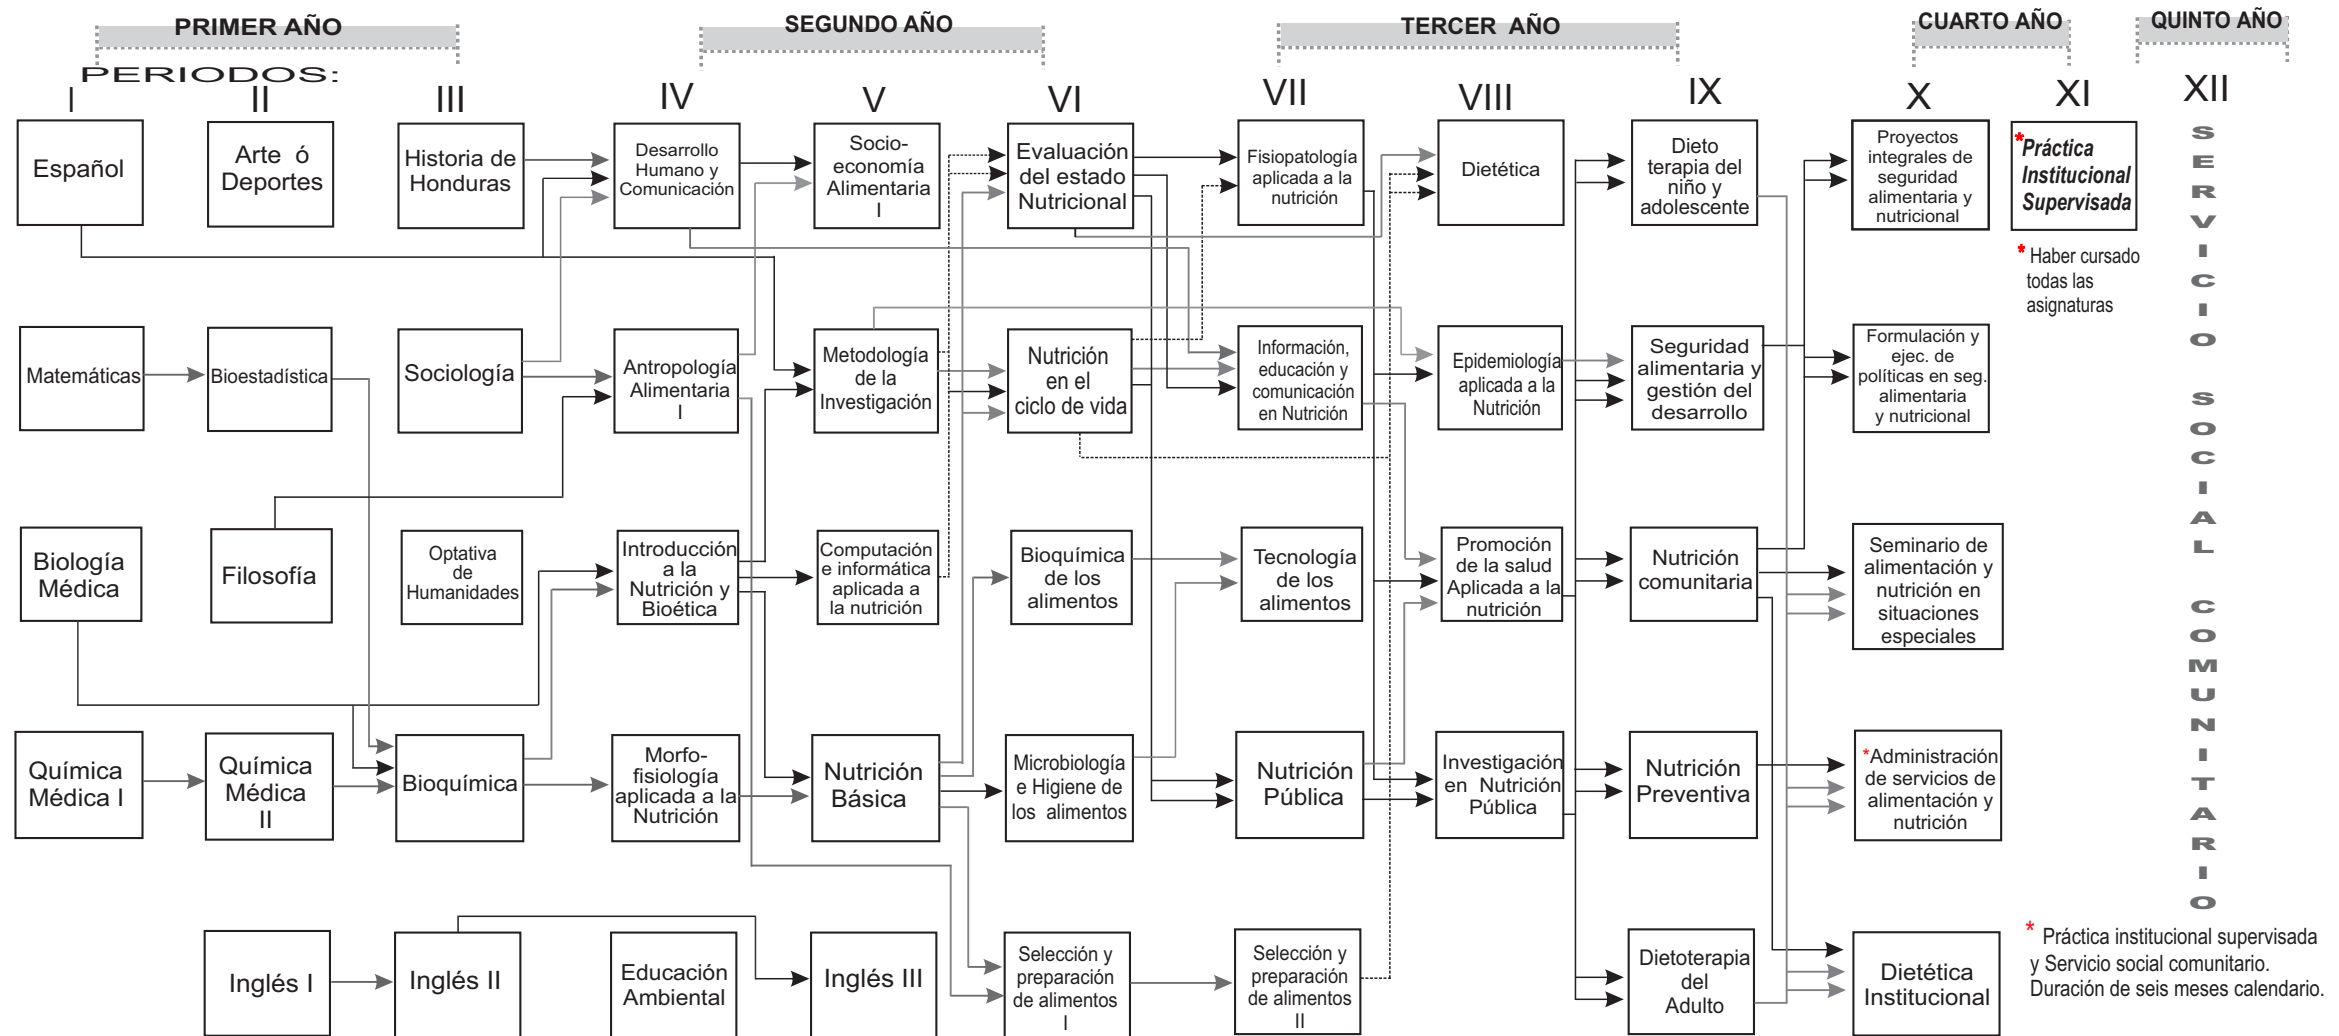 PRIMER AÑO
SEGUNDO AÑO
TERCER AÑO
CUARTO AÑO
QUINTO AÑO
PERIODOS:
I
II
III
IV
V
VI
VII
VIII
IX
X
XI
XII
Español
Arte ó
Deportes
Historia de
Honduras
Desarrollo
Humano y
Comunicación
Socio-
economía
Alimentaria
I
Evaluación
del estado
Nutricional
Fisiopatología
aplicada a la
nutrición
Dietética
Dieto
terapia del
niño y
adolescente
Proyectos
integrales de
seguridad
alimentaria y
nutricional
*Práctica
Institucional
Supervisada
* Haber cursado
todas las
asignaturas
Matemáticas
Bioestadística
Sociología
Antropología
Alimentaria
I
Metodología
de la
Investigación
Nutrición
en el
ciclo de vida
Información,
educación y
comunicación
en Nutrición
Epidemiología
aplicada a la
Nutrición
Seguridad
alimentaria y
gestión del
desarrollo
Formulación y
ejec. de
políticas en seg.
alimentaria
y nutricional
Biología
Médica
Filosofía
Optativa
de
Humanidades
Introducción
a la
Nutrición y
Bioética
Computación
e informática
aplicada a
la nutrición
Bioquímica
de los
alimentos
Tecnología
de los
alimentos
Promoción
de la salud
Aplicada a la
nutrición
Nutrición
comunitaria
Seminario de
alimentación y
nutrición en
situaciones
especiales
Química
Médica I
Química
Médica
II
Bioquímica
Morfo-
fisiología
aplicada a la
Nutrición
Nutrición
Básica
Microbiología
e Higiene de
los alimentos
Nutrición
Pública
Investigación
en Nutrición
Pública
Nutrición
Preventiva
*Administración
de servicios de
alimentación y
nutrición
Inglés I
Inglés II
Educación
Ambiental
Inglés III
Selección y
preparación
de alimentos
I
Selección y
preparación
de alimentos
II
Dietoterapia
del
Adulto
Dietética
Institucional
SERVICIO SOCIAL COMUNITARIO
* Práctica institucional supervisada
y Servicio social comunitario.
Duración de seis meses calendario.